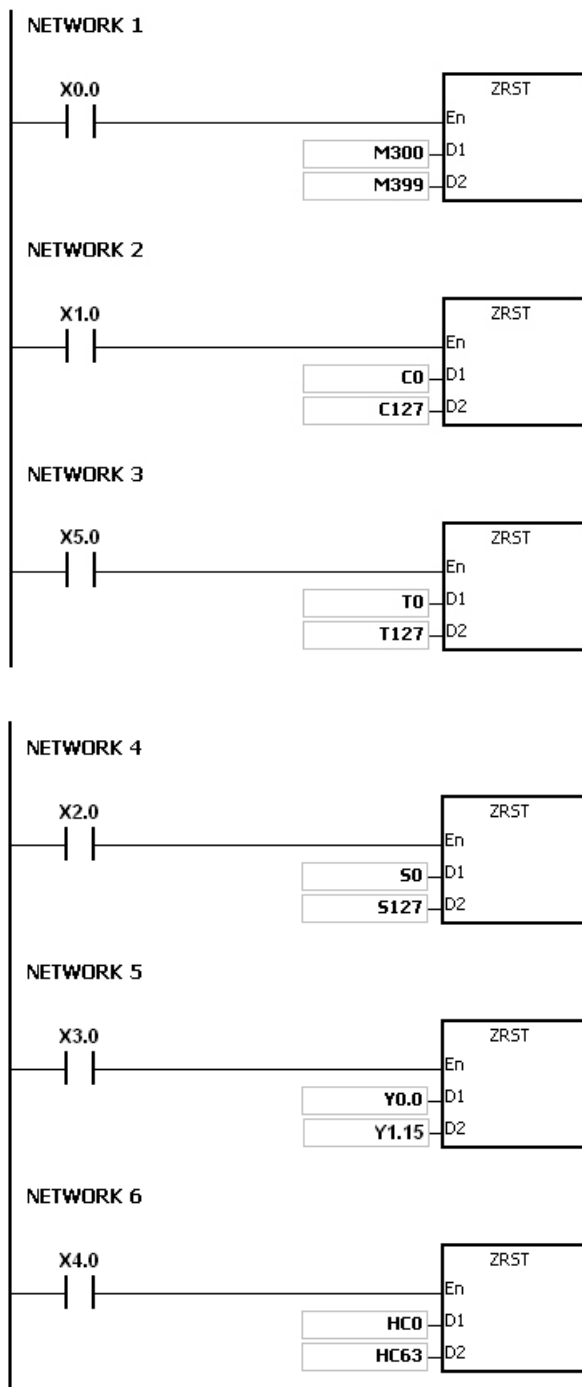 NETWORK 1
X0.0
ZRST
En
M300 D1
M399 D2
NETWORK 2
X1.0
ZRST
En
C0 D1
C127 D2
NETWORK 3
X5.0
ZRST
En
T0 D1
T127 D2
NETWORK 4
X2.0
ZRST
En
S0 D1
S127 D2
NETWORK 5
X3.0
ZRST
En
Y0.0 D1
Y1.15 D2
NETWORK 6
X4.0
ZRST
En
HC0 D1
HC63 D2